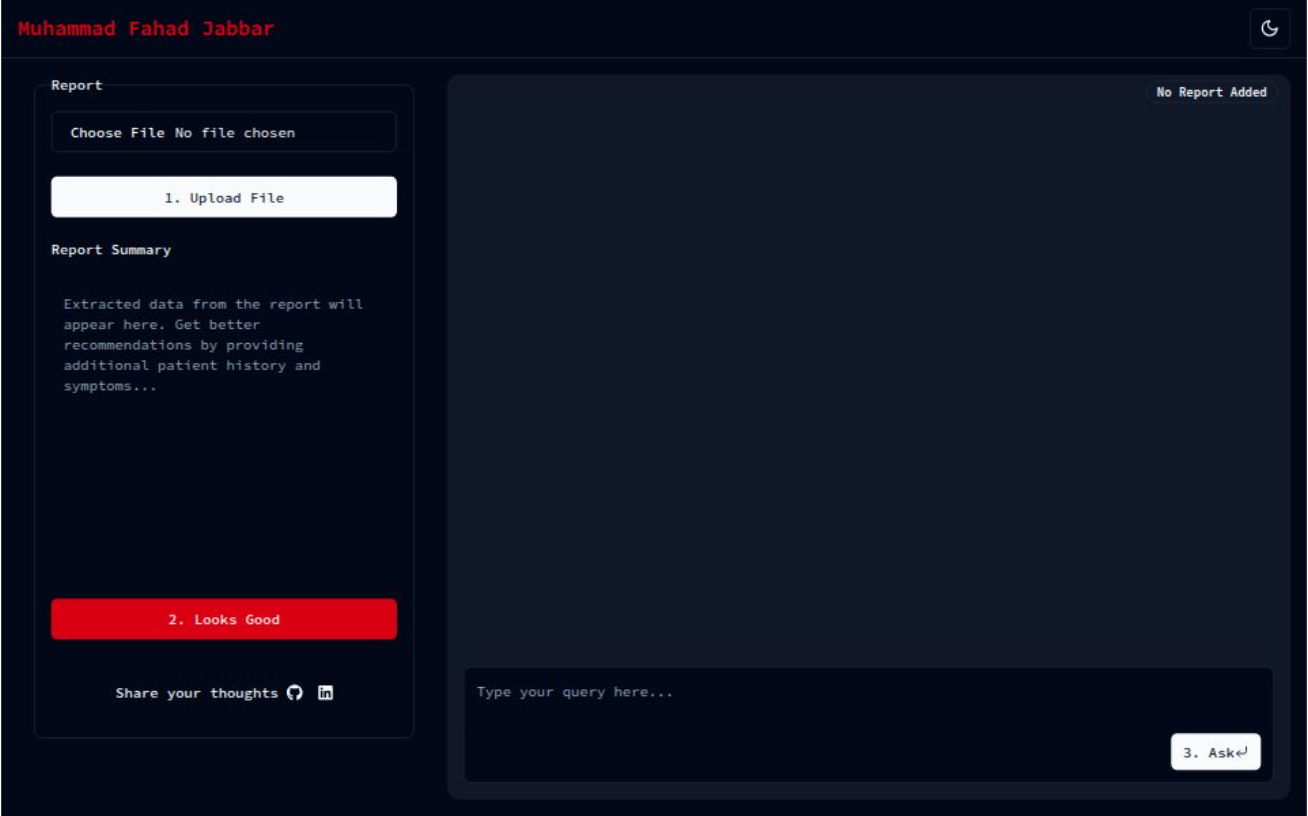 Muhammad Fahad Jabbar
Report
Choose File No file chosen
1. Upload File
Report Summary
Extracted data from the report will
appear here. Get better
recommendations by providing
additional patient history and
symptoms...
2. Looks Good
Share your thoughts
No Report Added
Type your query here...
3. Ask↵